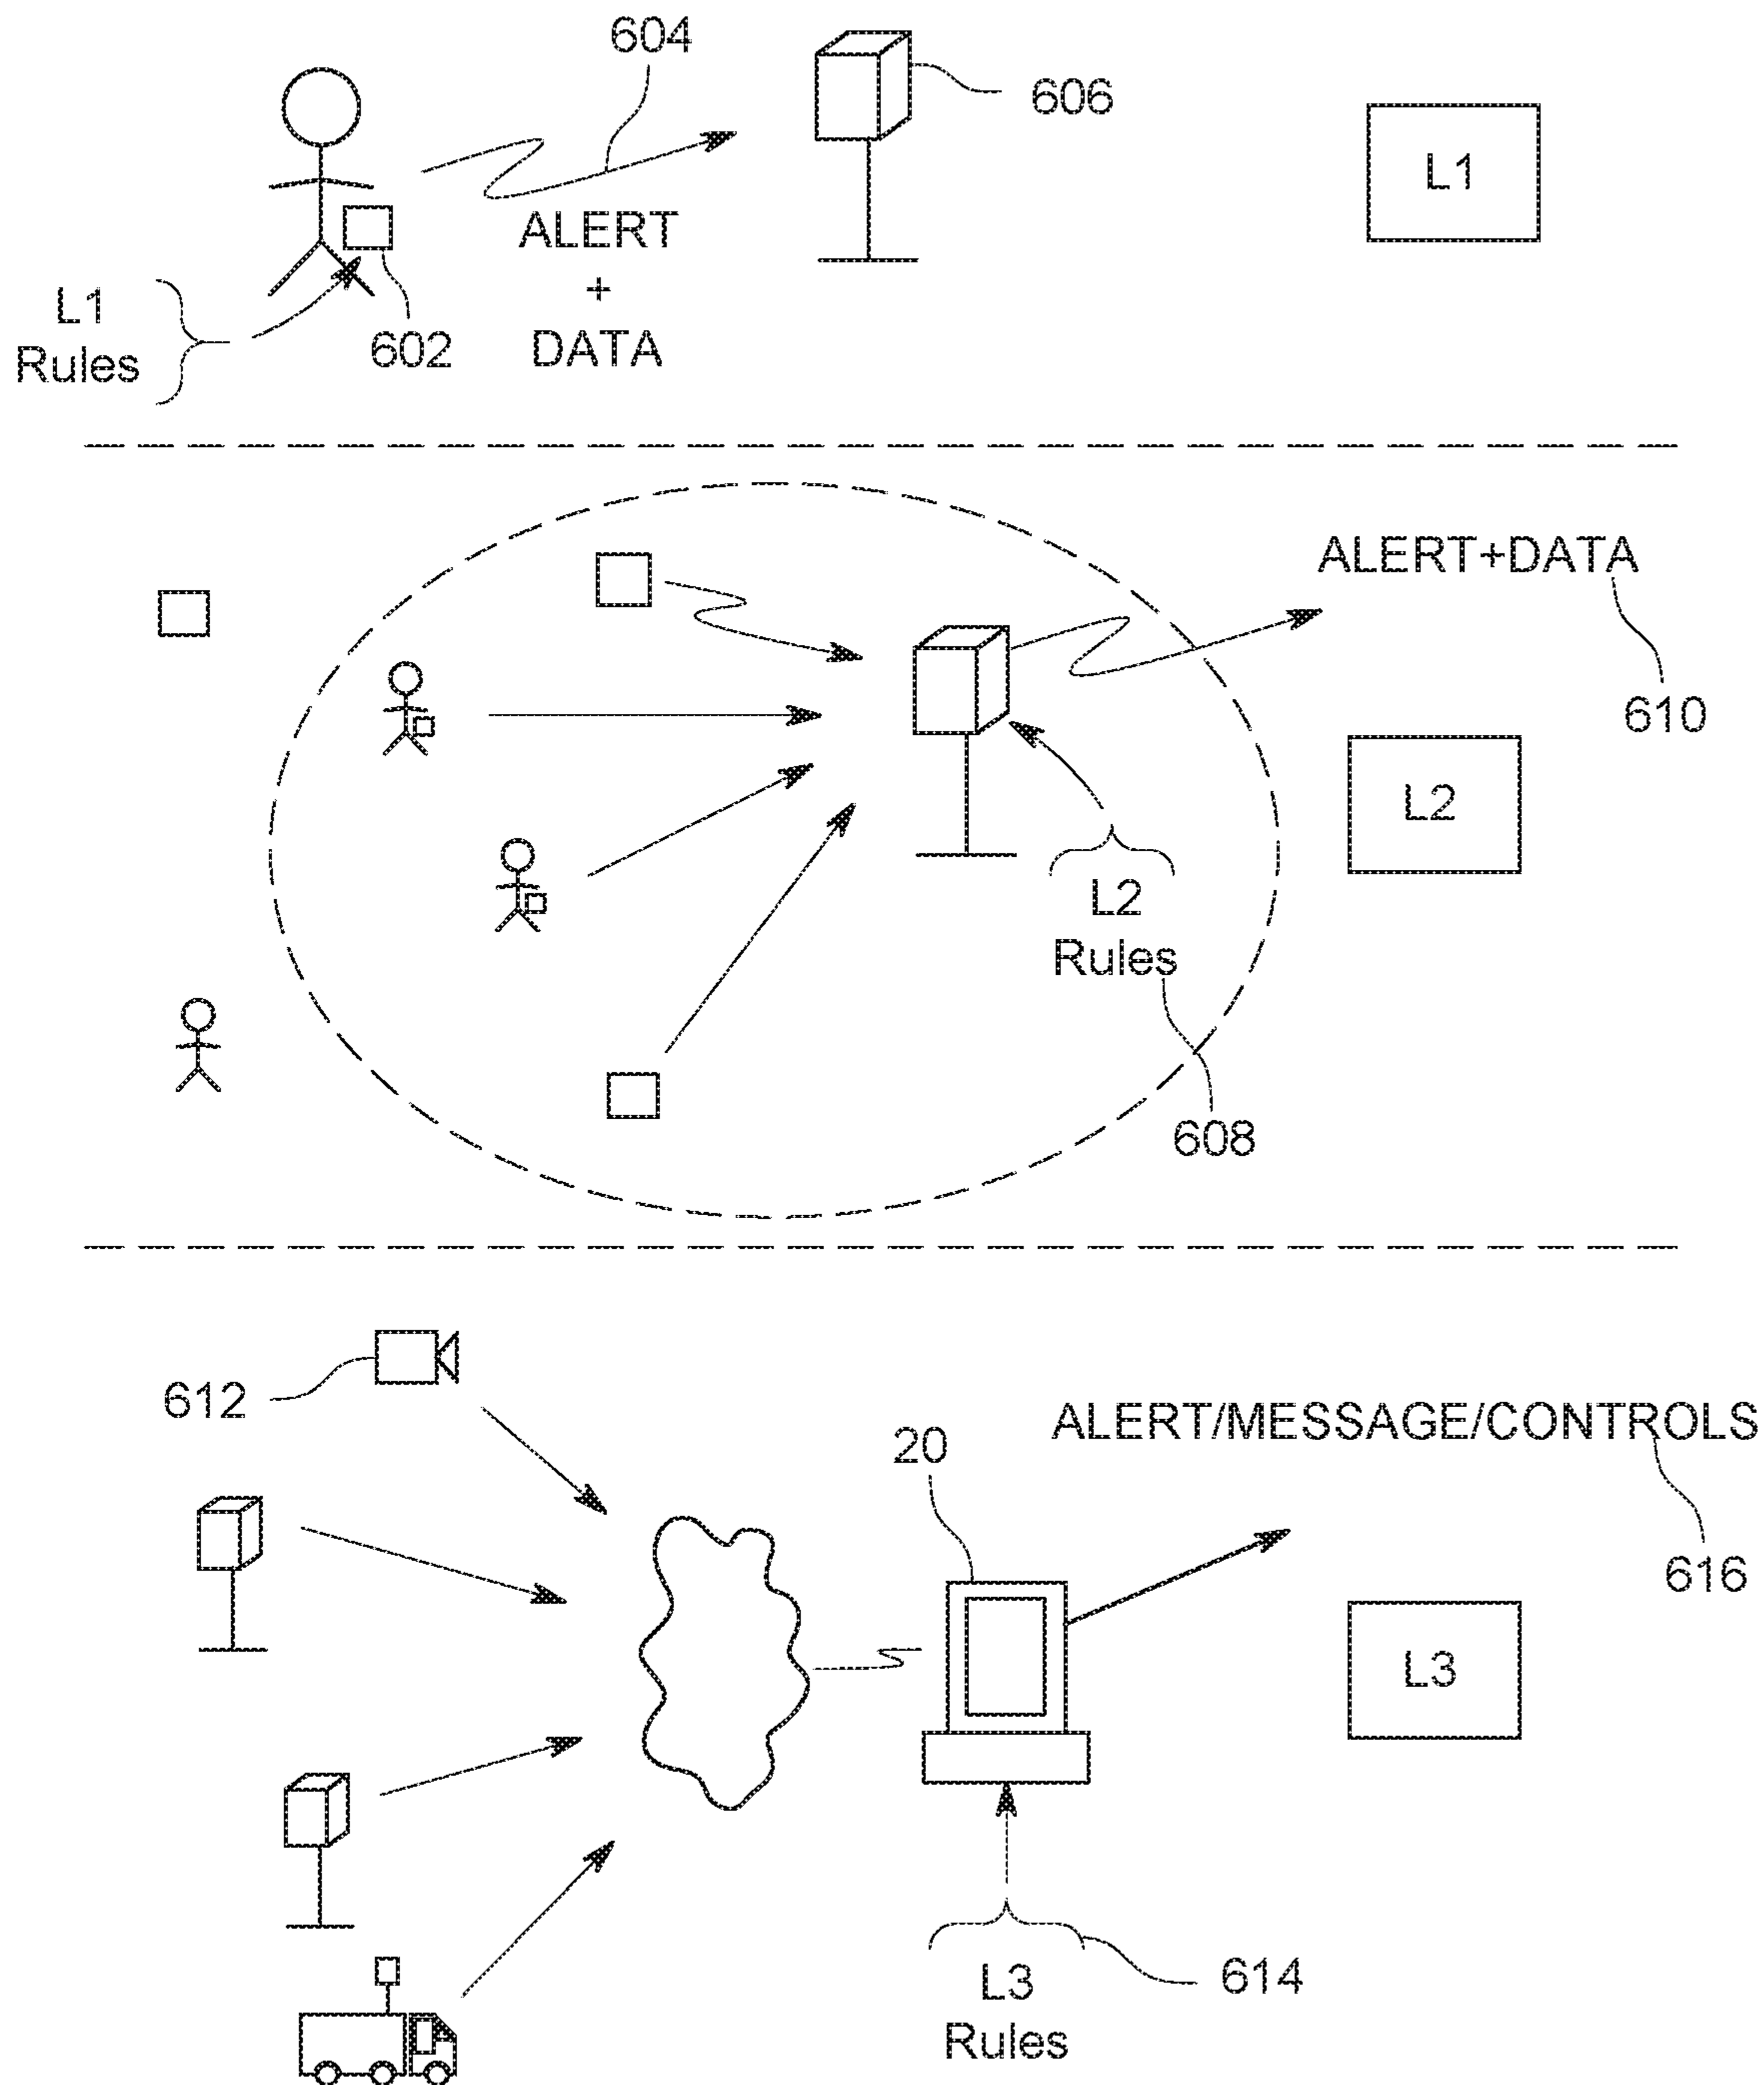 604
606
L1
ALERT
+
DATA
L1
Rules
602
ALERT+DATA
610
L2
L2
Rules
608
612
20
ALERT/MESSAGE/CONTROLS
616
L3
L3
Rules
614